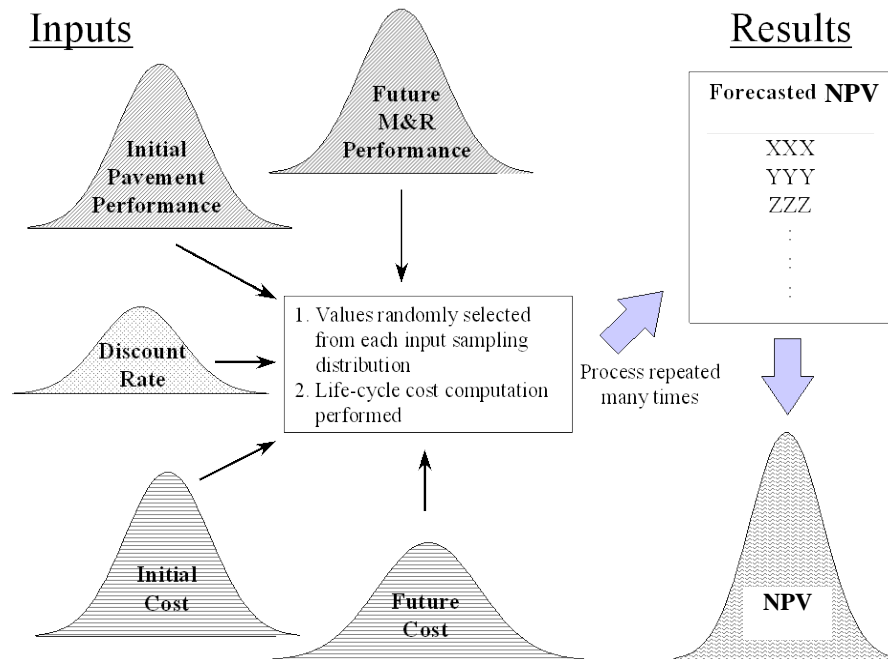 Inputs
Results
Initial
Pavement
Performance
Future
M&R
Performance
Discount
Rate
Initial
Cost
Future
Cost
1. Values randomly selected
from each input sampling
distribution
2. Life-cycle cost computation
performed
Process repeated
many times
Forecasted NPV
XXX
YYY
ZZZ
.
.
.
.
NPV